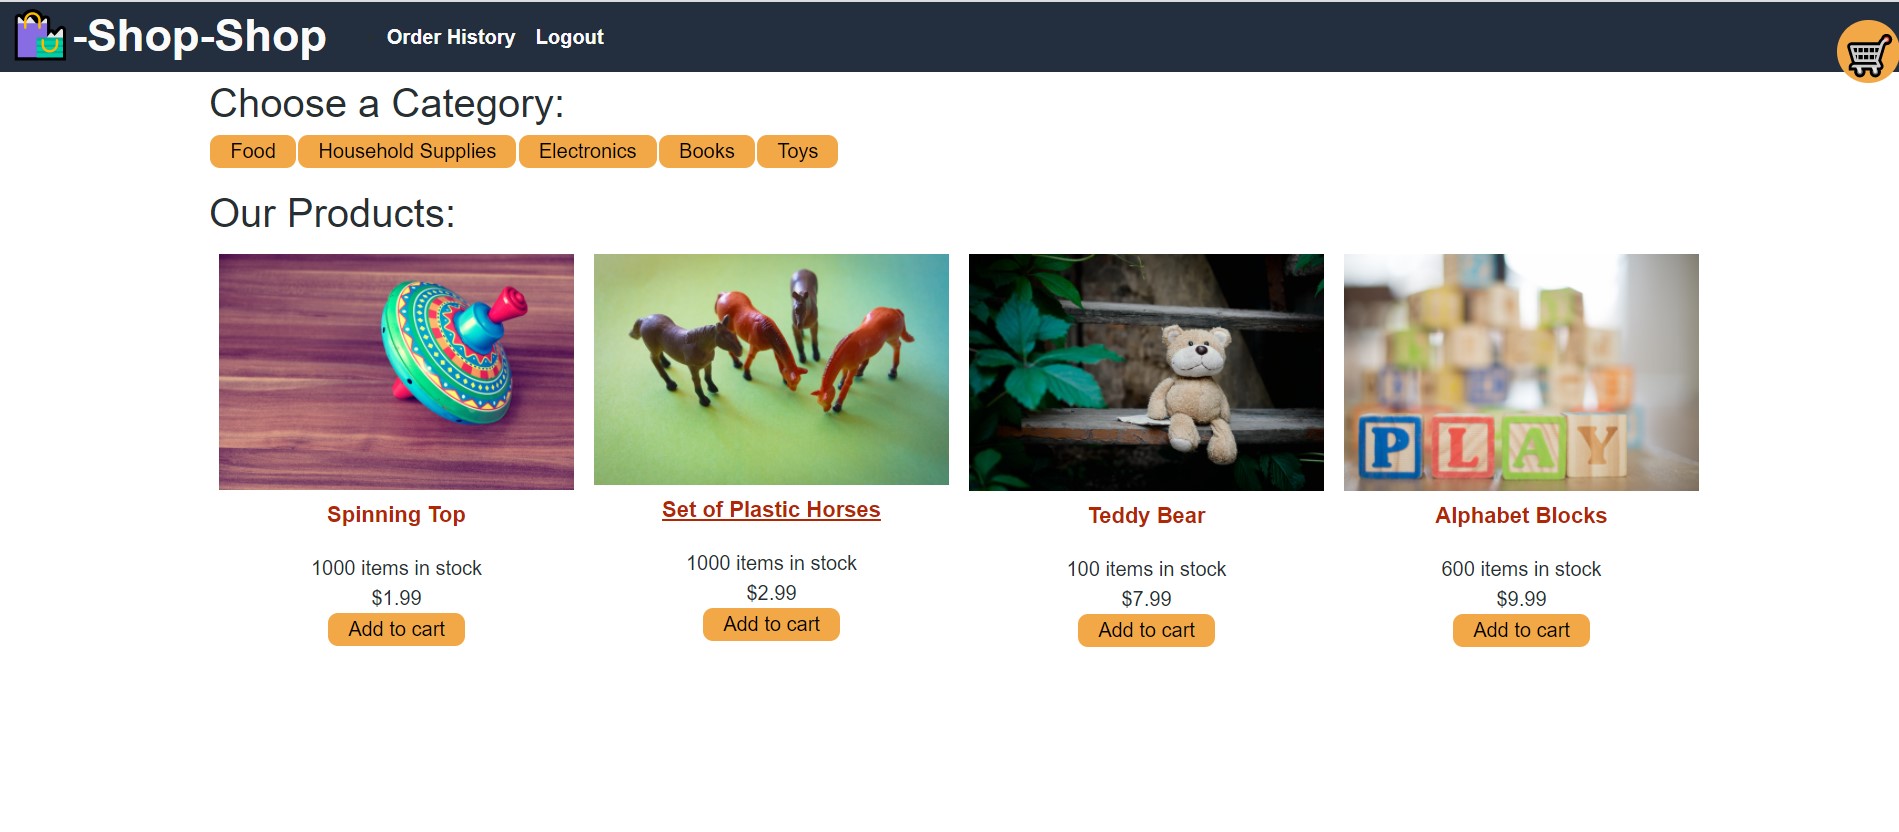 -Shop-Shop
Order History Logout
Choose a Category:
Food Household Supplies Electronics Books Toys
Our Products:
PLAY
Spinning Top
1000 items in stock
$1.99
Add to cart
Set of Plastic Horses
1000 items in stock
$2.99
Add to cart
Teddy Bear
100 items in stock
$7.99
Add to cart
Alphabet Blocks
600 items in stock
$9.99
Add to cart